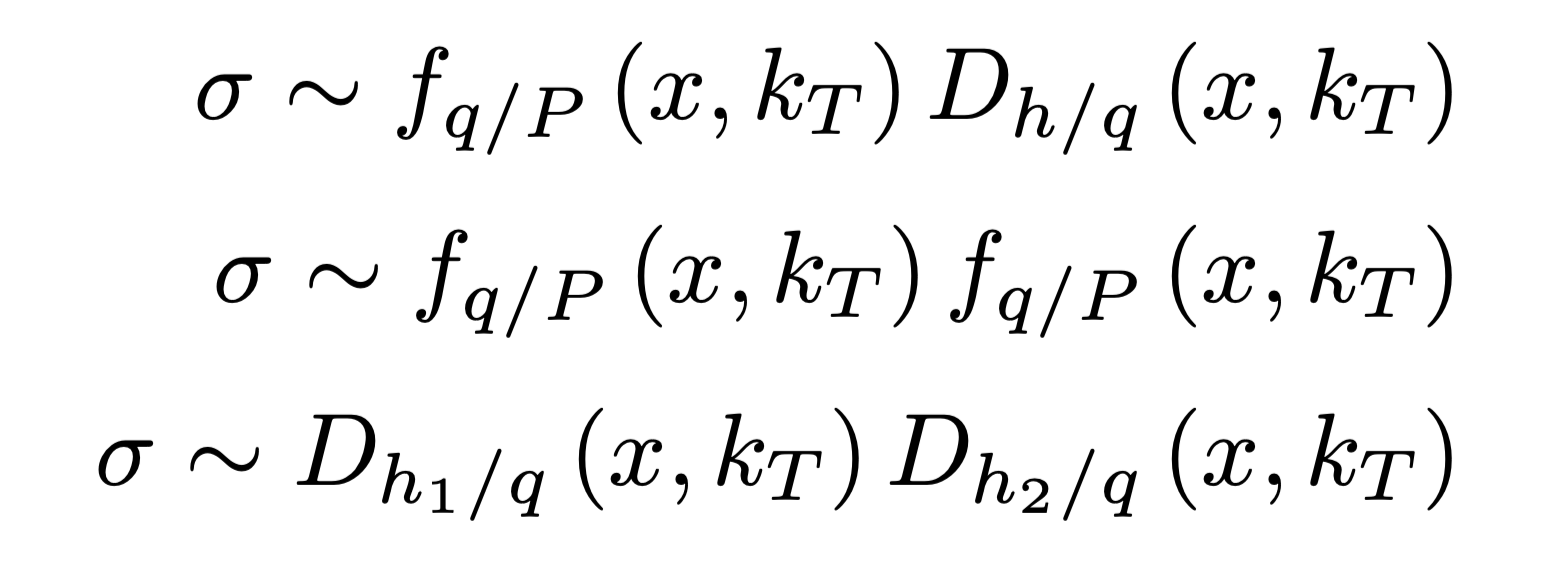 σ ∼ f_{q/P} (x, k_T) D_{h/q} (x, k_T)
σ ∼ f_{q/P} (x, k_T) f_{q/P} (x, k_T)
σ ∼ D_{h_1/q} (x, k_T) D_{h_2/q} (x, k_T)